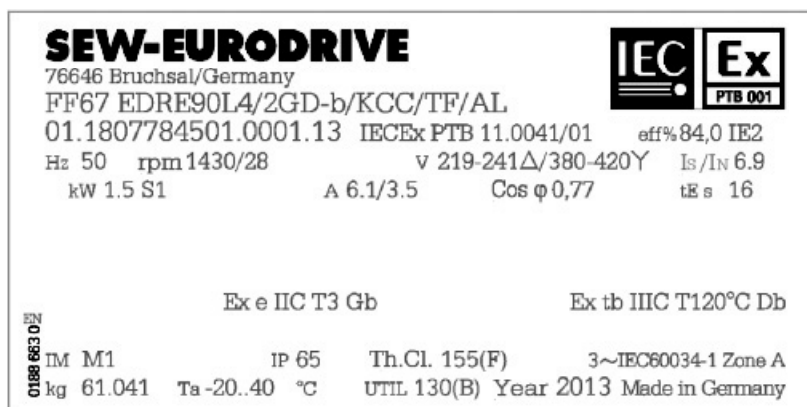 SEW-EURODRIVE
IEC Ex
PTB 001
76646 Bruchsal/Germany
FF67 EDRE90L4/2GD-b/KCC/TF/AL
01.1807784501.0001.13 IECEx PTB 11.0041/01 eff% 84,0 IE2
Hz 50 rpm 1430/28 V 219-241Δ/380-420Y IS/IN 6.9
kW 1.5 S1 A 6.1/3.5 Cos φ 0,77 tE s 16
Ex e IIC T3 Gb Ex tb IIIC T120°C Db
IM M1 IP 65 Th.Cl. 155(F) 3~IEC60034-1 Zone A
kg 61.041 Ta -20..40 °C UTIL 130(B) Year 2013 Made in Germany
0188 683 0 EN